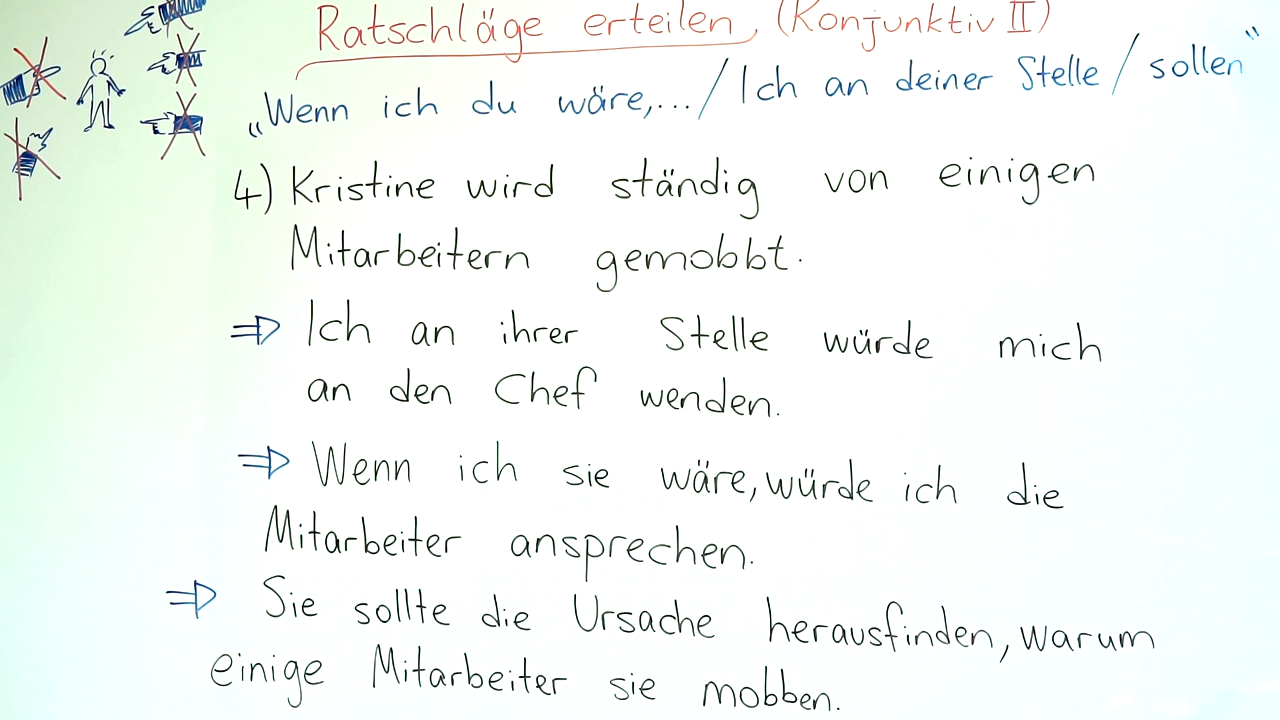 Ratschläge erteilen, (Konjunktiv II)
„Wenn ich du wäre,.../Ich an deiner Stelle/sollen“
4) Kristine wird ständig von einigen
Mitarbeitern gemobbt.
⇒ Ich an ihrer Stelle würde mich
an den Chef wenden.
⇒ Wenn ich sie wäre, würde ich die
Mitarbeiter ansprechen.
⇒ Sie sollte die Ursache herausfinden, warum
einige Mitarbeiter sie mobben.